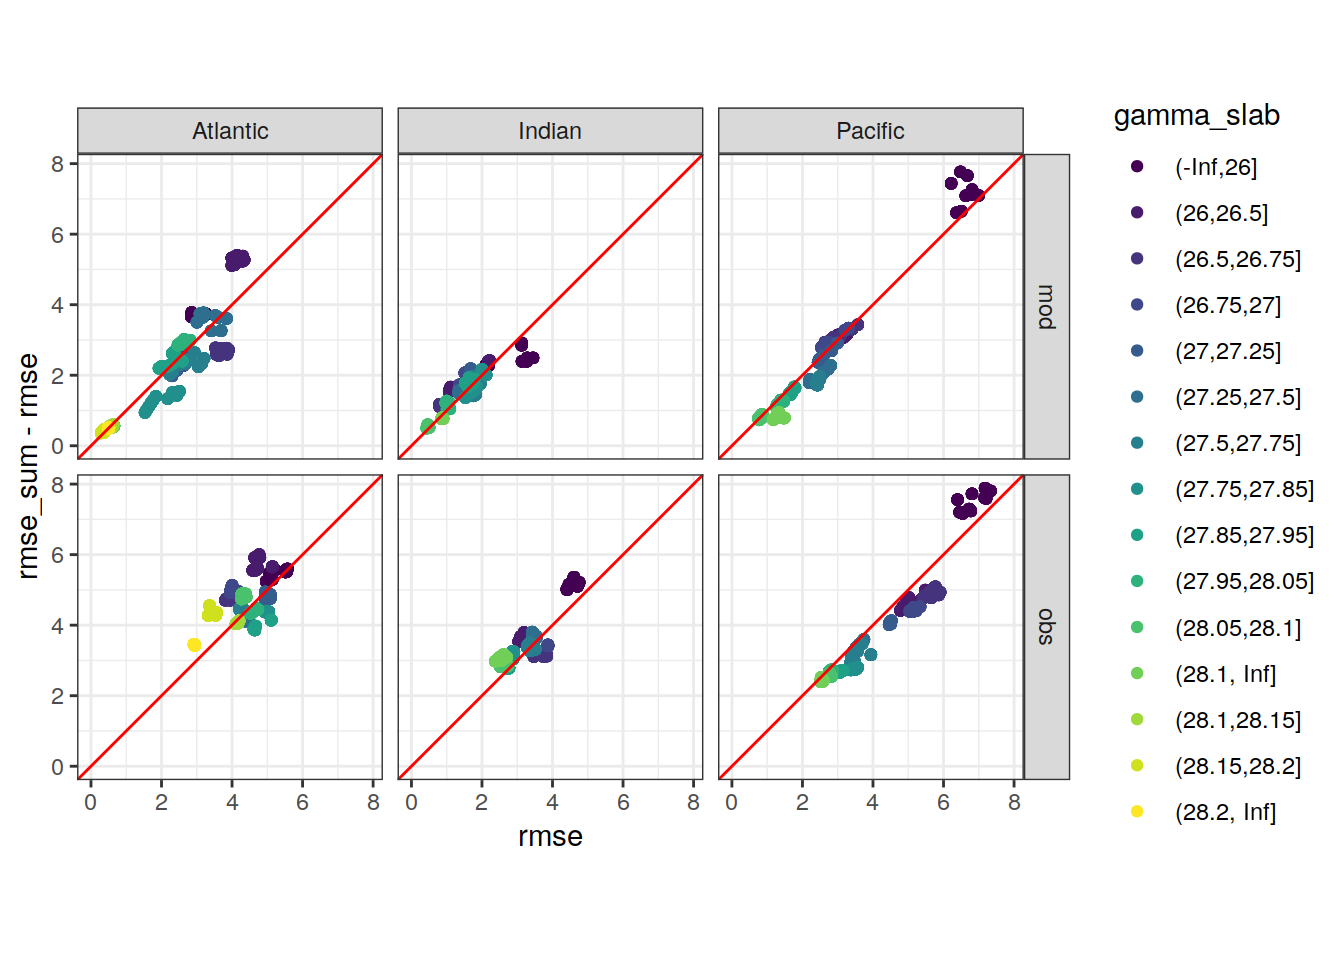 Atlantic
Indian
Pacific
gamma_slab
(-Inf,26]
(26,26.5]
(26.5,26.75]
(26.75,27]
(27,27.25]
(27.25,27.5]
(27.5,27.75]
(27.75,27.85]
(27.85,27.95]
(27.95,28.05]
(28.05,28.1]
(28.1, Inf]
(28.1,28.15]
(28.15,28.2]
(28.2, Inf]
mod
obs
rmse_sum - rmse
8
6
4
2
0
8
6
4
2
0
0 2 4 6 8
0 2 4 6 8
0 2 4 6 8
rmse